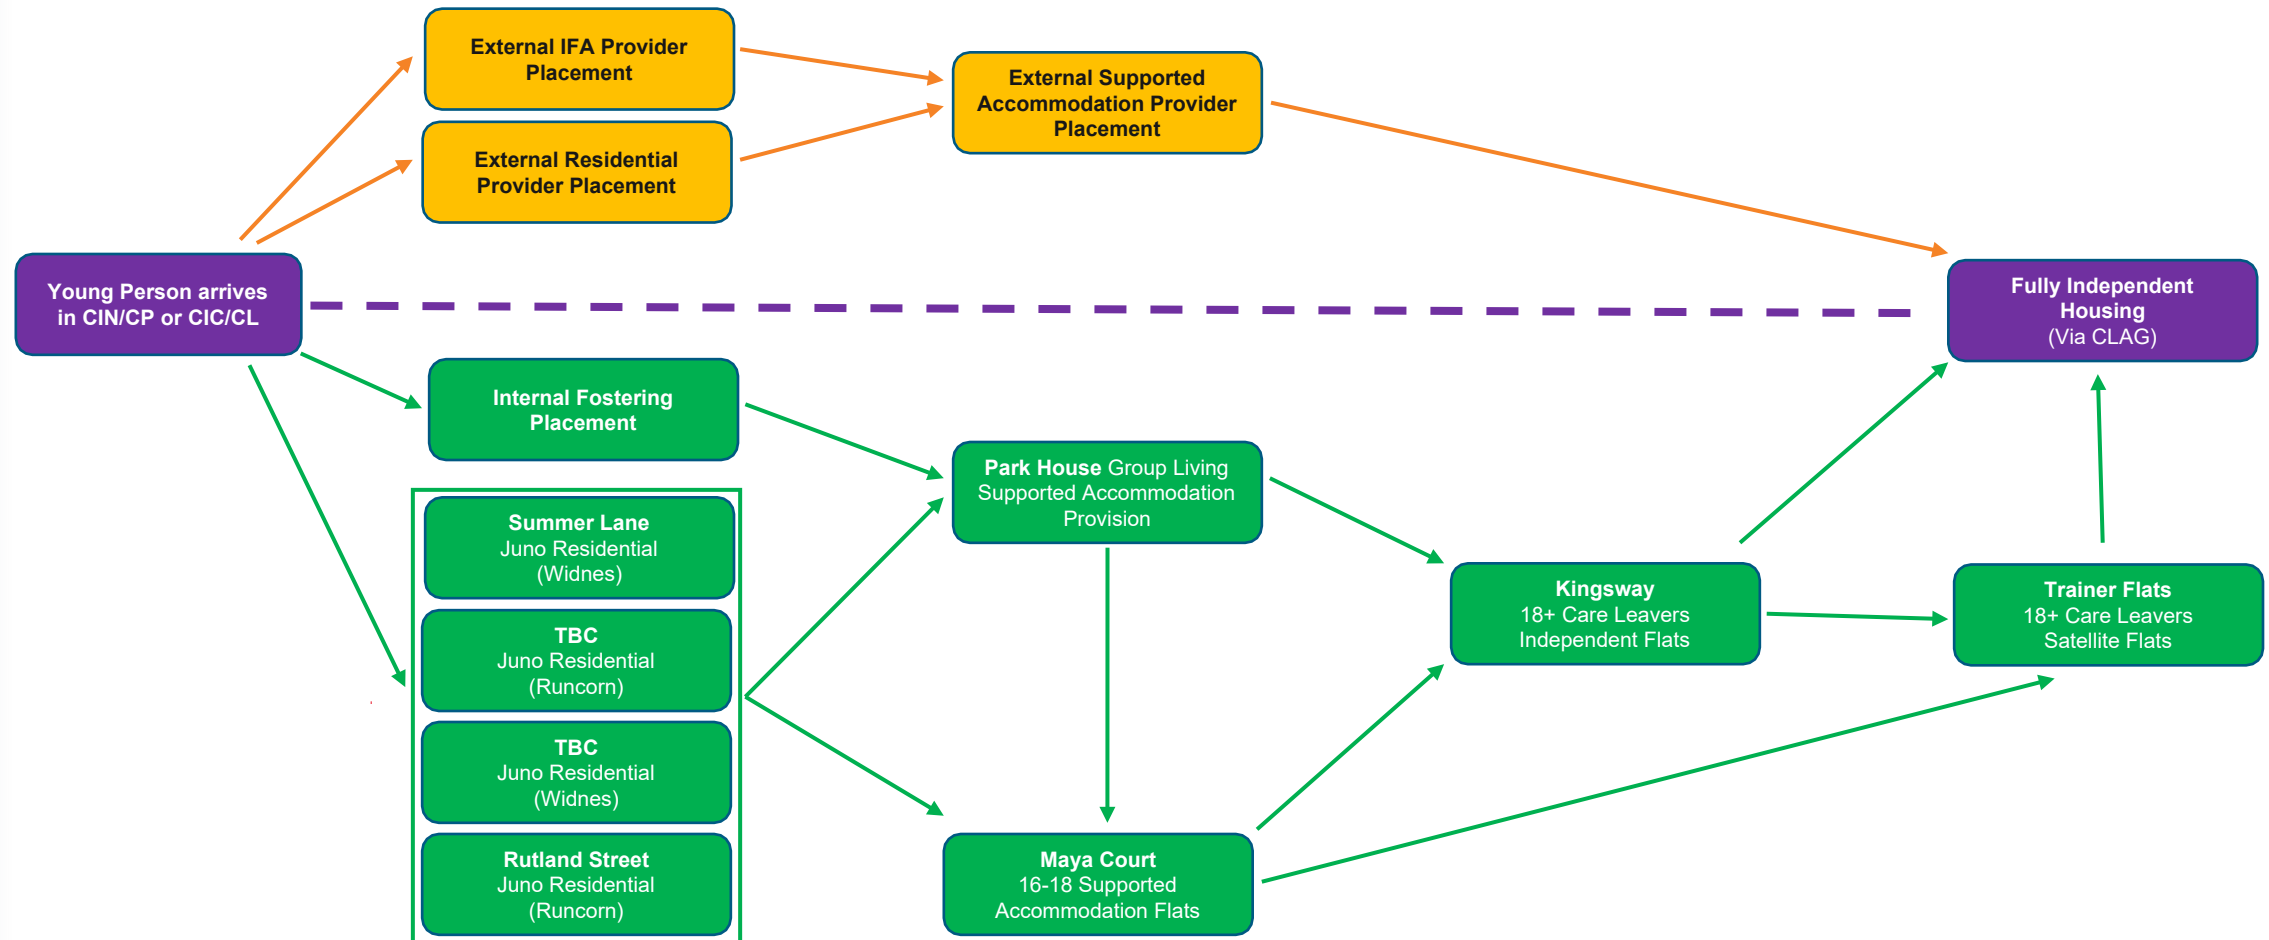 External IFA Provider
Placement
External Residential
Provider Placement
External Supported
Accommodation Provider
Placement
Young Person arrives
in CIN/CP or CIC/CL
Fully Independent
Housing
(Via CLAG)
Internal Fostering
Placement
Summer Lane
Juno Residential
(Widnes)
TBC
Juno Residential
(Runcorn)
TBC
Juno Residential
(Widnes)
Rutland Street
Juno Residential
(Runcorn)
Park House Group Living
Supported Accommodation
Provision
Maya Court
16-18 Supported
Accommodation Flats
Kingsway
18+ Care Leavers
Independent Flats
Trainer Flats
18+ Care Leavers
Satellite Flats